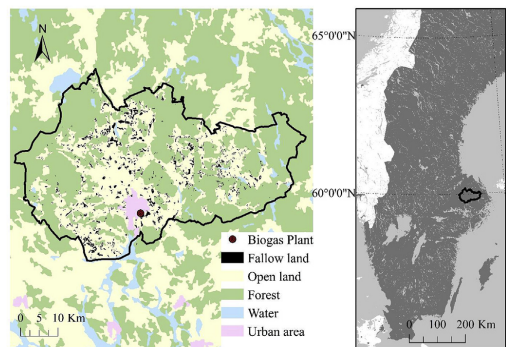 N
Biogas Plant
Fallow land
Open land
Forest
Water
Urban area
0 5 10 Km
65°0'0"N
60°0'0"N
0 100 200 Km